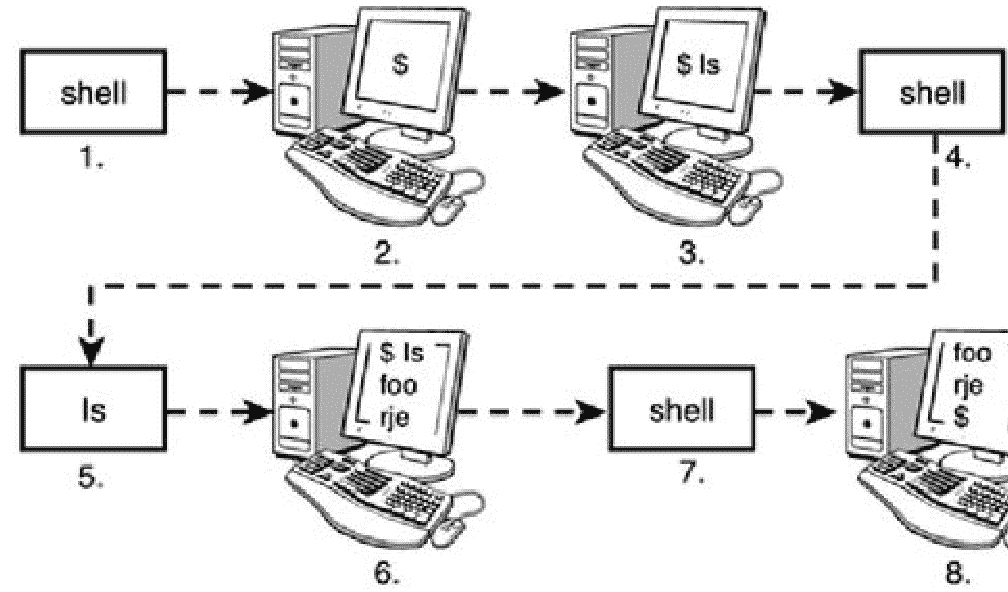 shell
$
$ ls
shell
1.
2.
3.
4.
ls
$ ls
foo
rje
shell
foo
rje
$
5.
6.
7.
8.